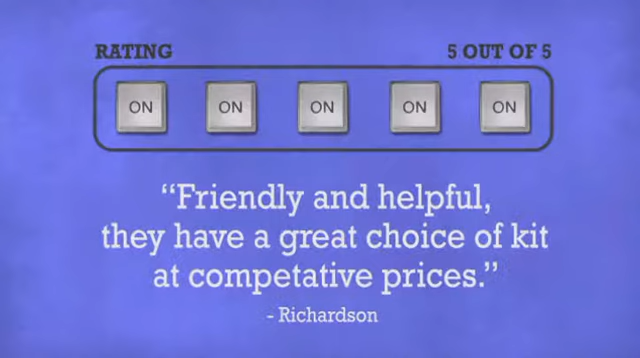 RATING 5 OUT OF 5
ON ON ON ON ON
“Friendly and helpful,
they have a great choice of kit
at competative prices.”
- Richardson